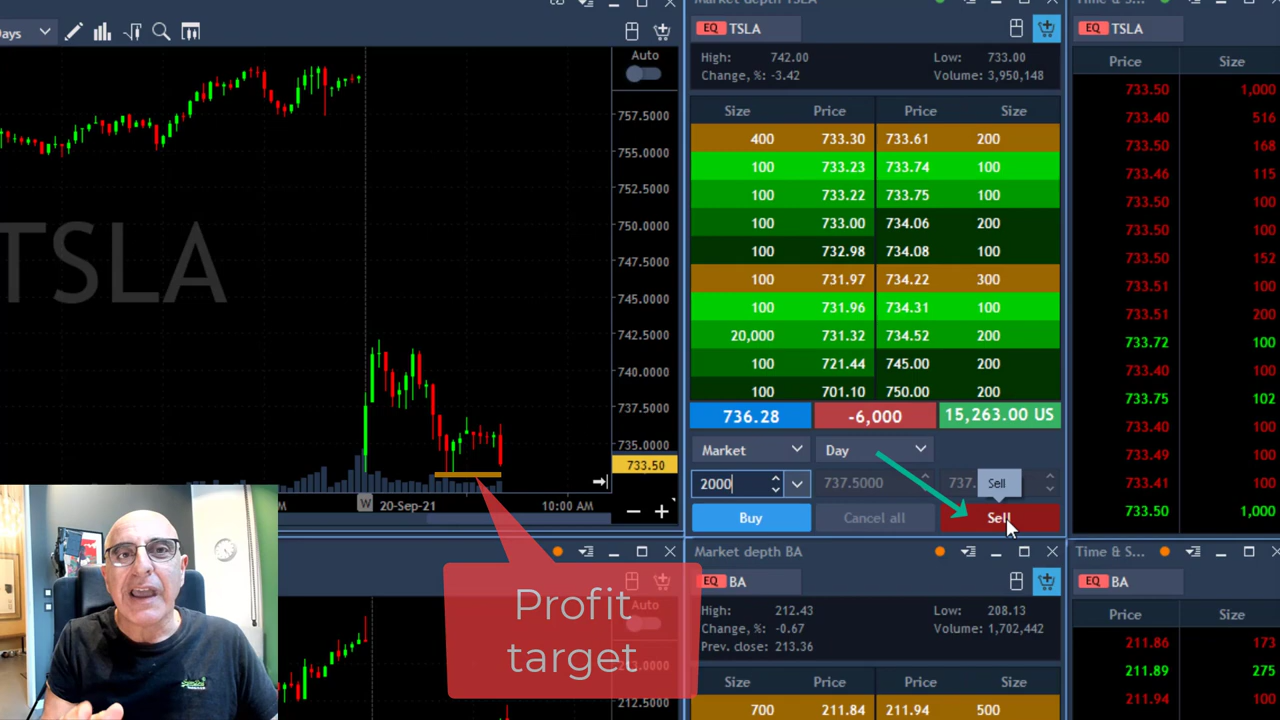 ays
Auto
757.5000
755.0000
752.5000
750.0000
747.5000
745.0000
742.5000
740.0000
737.5000
735.0000
733.50
TSLA
W 20-Sep-21
10:00 AM
Profit
target
Auto
212.5000
Market depth TSLA
EQ TSLA
High: 742.00 Low: 733.00
Change, %: -3.42 Volume: 3,950,148
Size Price Price Size
400 733.30 733.61 200
100 733.23 733.74 100
100 733.22 733.75 100
100 733.00 734.06 200
100 732.98 734.08 100
100 731.97 734.22 300
100 731.96 734.31 100
20,000 731.32 734.52 200
100 721.44 745.00 200
100 701.10 750.00 200
736.28 -6,000 15,263.00 US
Market Day
2000 737.5000 737. Sell
Buy Cancel all Sell
Market depth BA
EQ BA
High: 212.43 Low: 208.13
Change, %: -0.67 Volume: 1,702,442
Prev. close: 213.36
Size Price Price Size
700 211.84 211.94 500
Time & S...
EQ TSLA
Price Size
733.50 1,000
733.40 516
733.50 168
733.46 115
733.50 100
733.50 100
733.50 152
733.51 100
733.51 200
733.72 100
733.40 100
733.75 102
733.40 100
733.41 100
733.49 100
733.50 1,000
Time & S...
EQ BA
Price Size
211.86 173
211.89 275
211.94 100